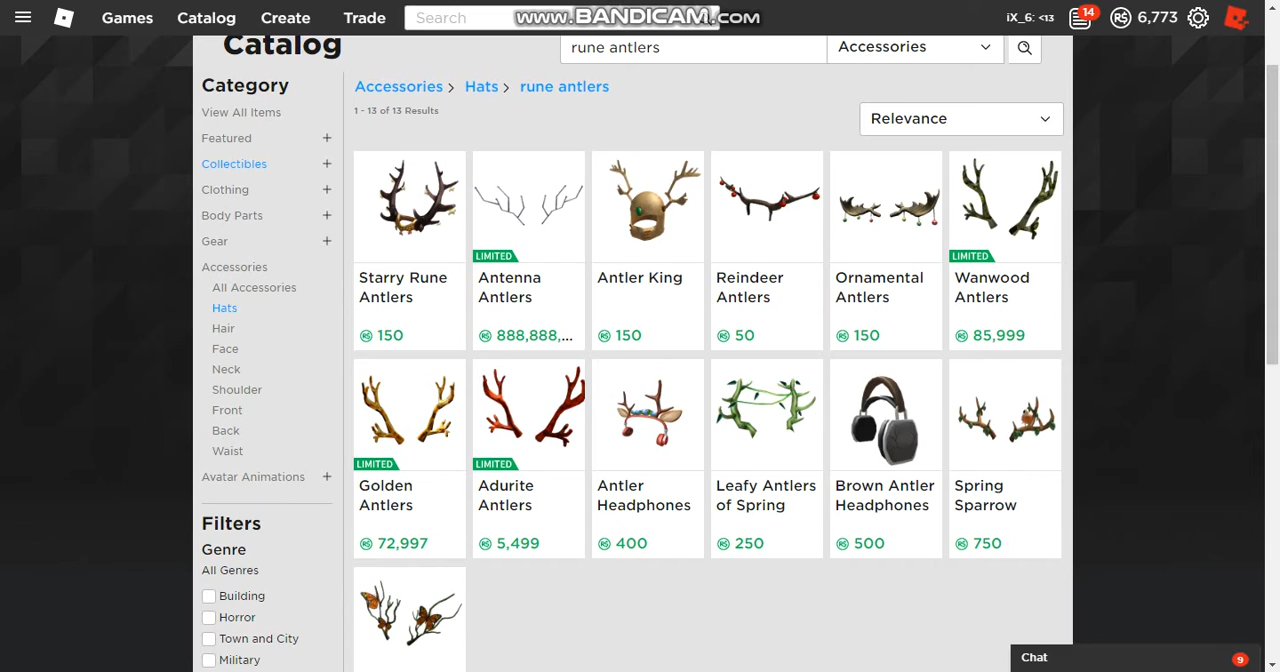 Games Catalog Create Trade Search www.BANDICAM.COM iX_6: <13 14 6,773
Catalog
rune antlers Accessories
Category
Accessories Hats rune antlers
1 - 13 of 13 Results
Relevance
View All Items
Featured +
Collectibles +
Clothing +
Body Parts +
Gear +
Accessories
All Accessories
Hats
Hair
Face
Neck
Shoulder
Front
Back
Waist
Avatar Animations +
Filters
Genre
All Genres
Building
Horror
Town and City
Military
Starry Rune
Antlers
150
LIMITED
Antenna
Antlers
888,888,...
Antler King
150
Reindeer
Antlers
50
Ornamental
Antlers
150
LIMITED
Wanwood
Antlers
85,999
LIMITED
Golden
Antlers
72,997
LIMITED
Adurite
Antlers
5,499
Antler
Headphones
400
Leafy Antlers
of Spring
250
Brown Antler
Headphones
500
Spring
Sparrow
750
Chat 9